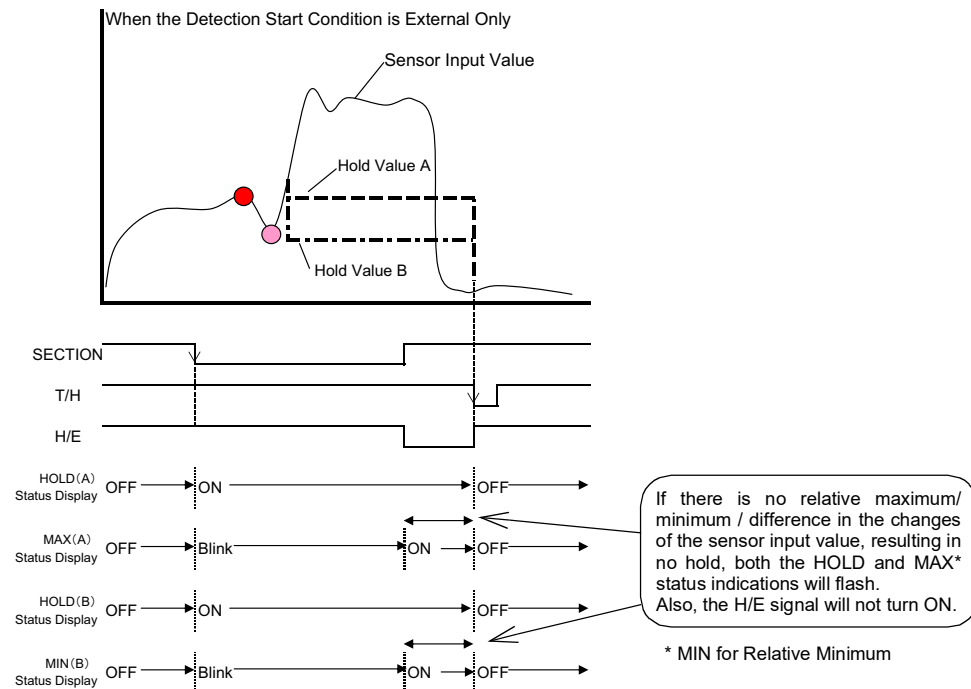 When the Detection Start Condition is External Only
Sensor Input Value
Hold Value A
Hold Value B
SECTION
T/H
H/E
HOLD(A)
Status Display
OFF
ON
OFF
MAX(A)
Status Display
OFF
Blink
ON
OFF
HOLD(B)
Status Display
OFF
ON
OFF
MIN(B)
Status Display
OFF
Blink
ON
OFF
If there is no relative maximum/
minimum / difference in the changes
of the sensor input value, resulting in
no hold, both the HOLD and MAX*
status indications will flash.
Also, the H/E signal will not turn ON.
* MIN for Relative Minimum